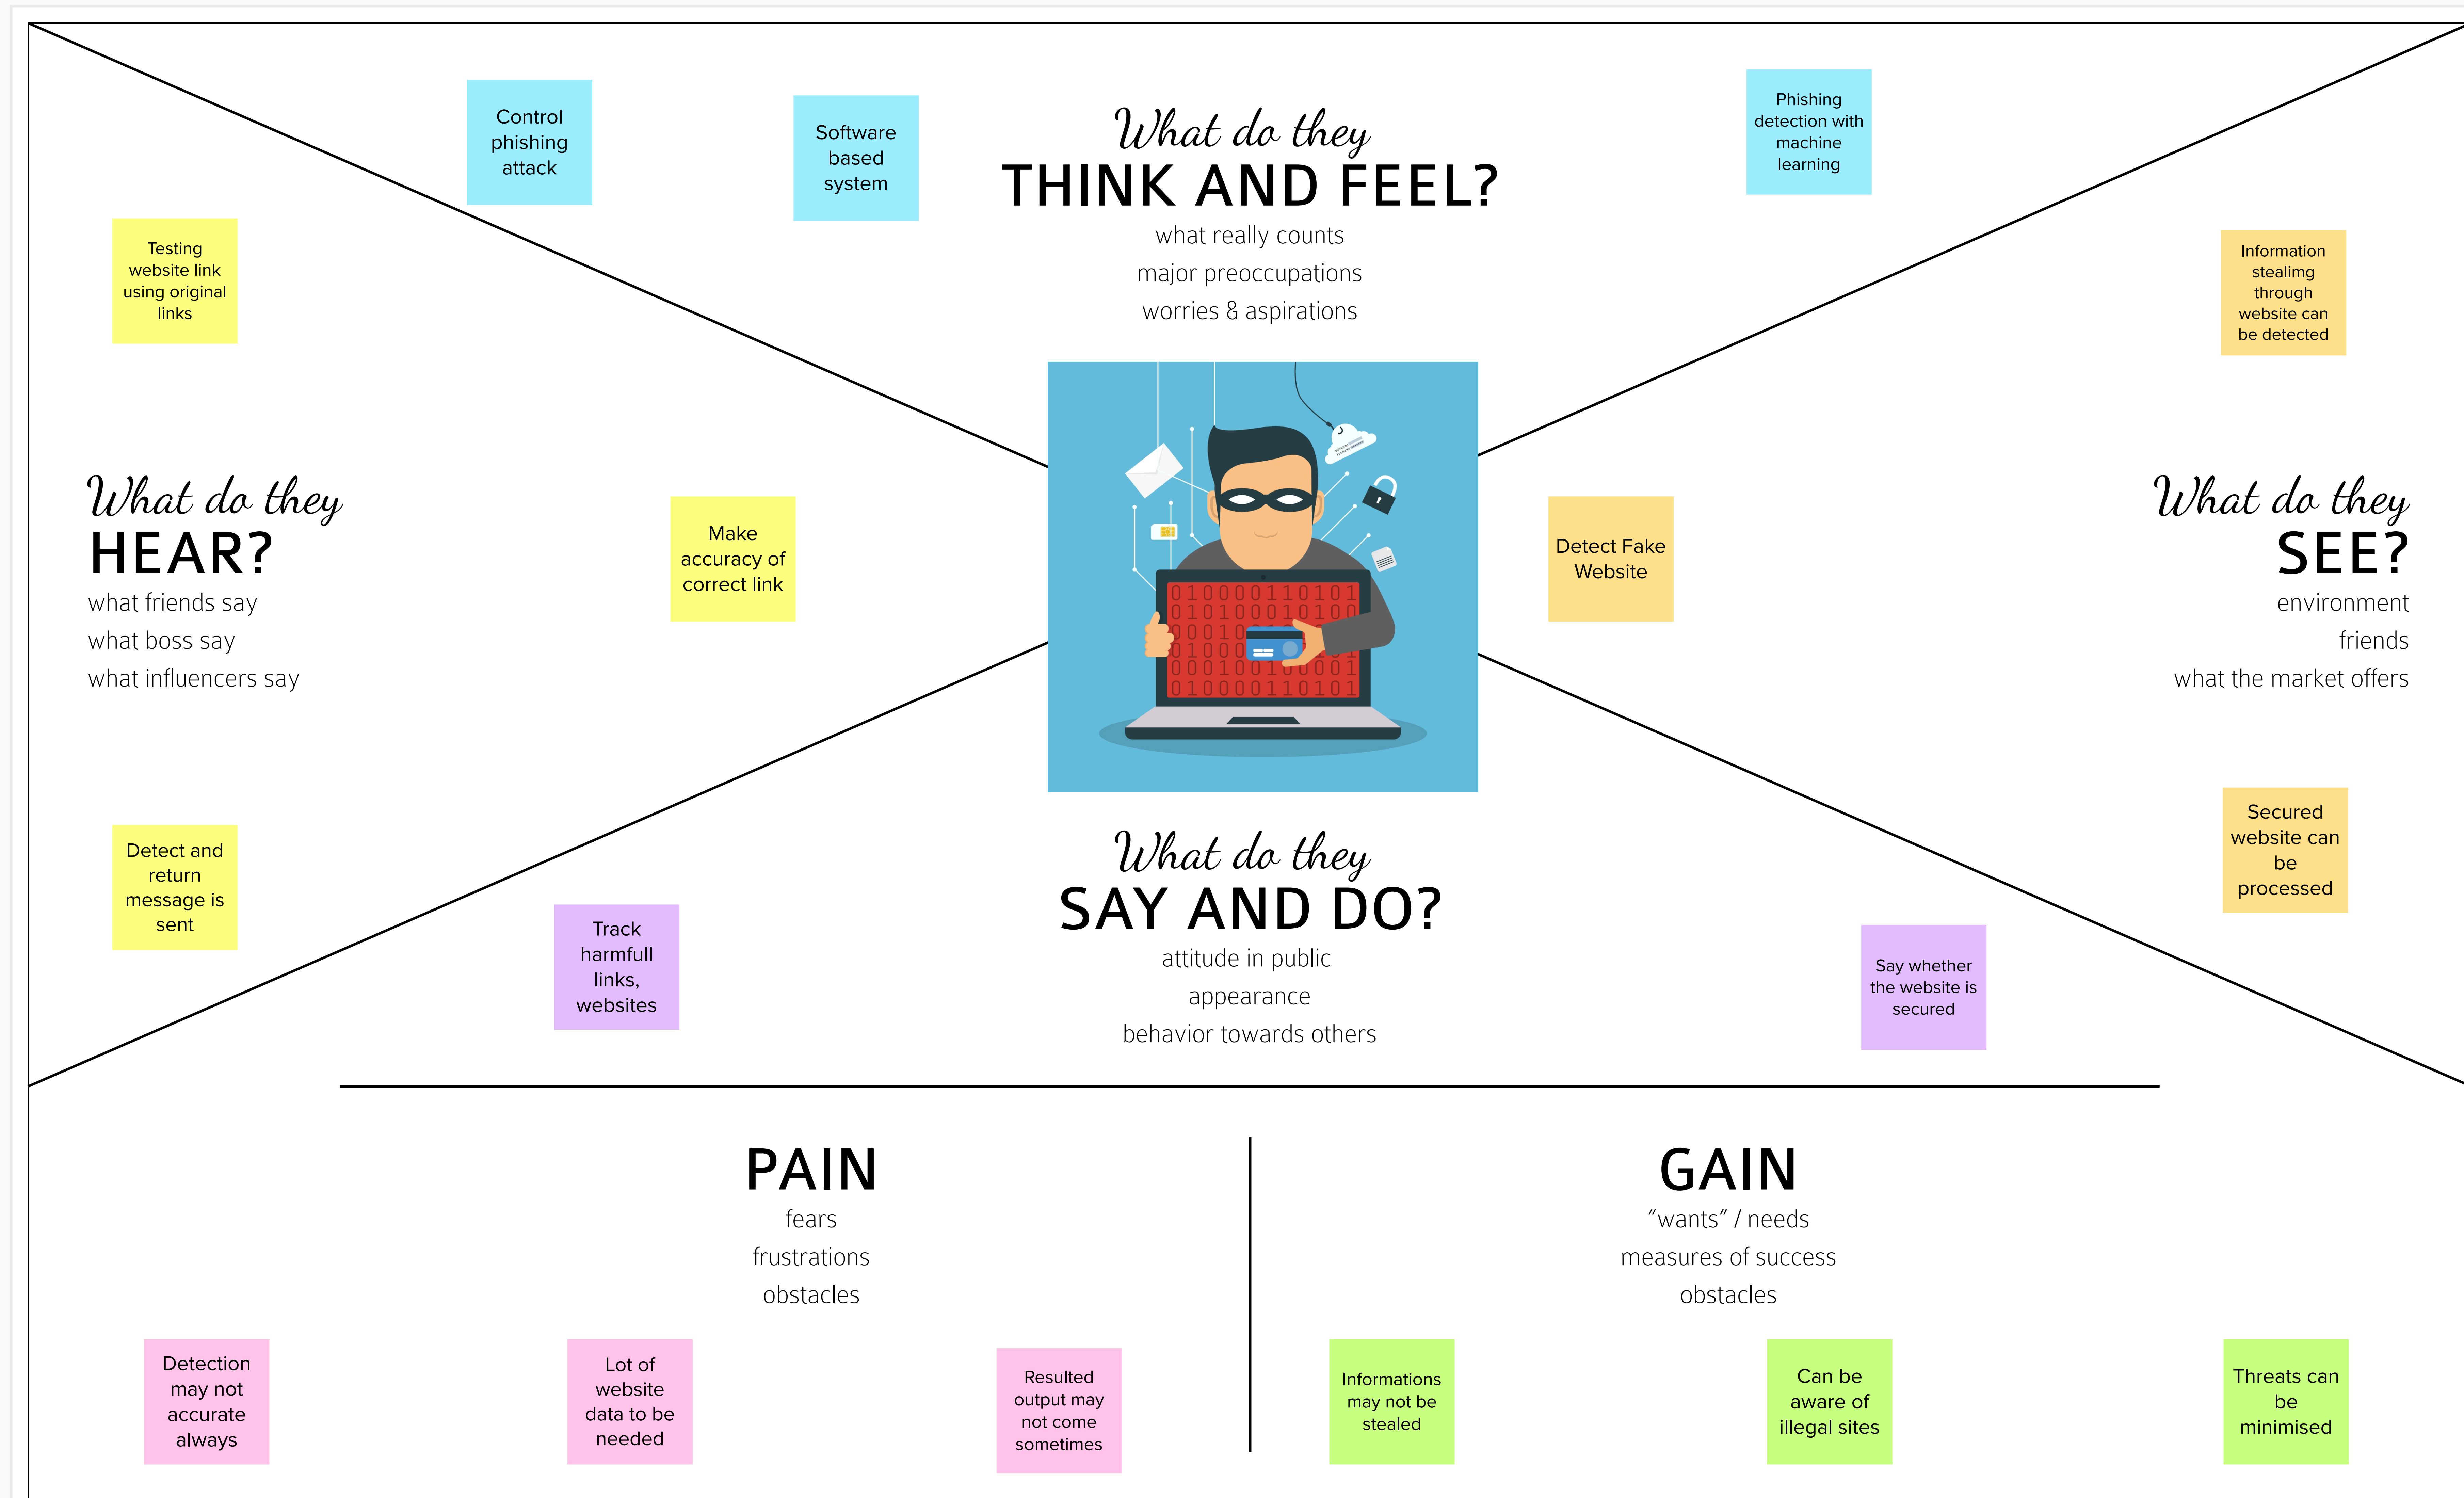 Control
phishing
attack
Software
based
system
What do they
THINK AND FEEL?
what really counts
major preoccupations
worries & aspirations
Phishing
detection with
machine
learning
Testing
website link
using original
links
Make
accuracy of
correct link
What do they
HEAR?
what friends say
what boss say
what influencers say
Detect and
return
message is
sent
Information
stealimg
through
website can
be detected
Detect Fake
Website
What do they
SEE?
environment
friends
what the market offers
Secured
website can
be
processed
010000110101
Track
harmfull
links,
websites
What do they
SAY AND DO?
attitude in public
appearance
behavior towards others
Say whether
the website is
secured
PAIN
fears
frustrations
obstacles
Detection
may not
accurate
always
Lot of
website
data to be
needed
Resulted
output may
not come
sometimes
GAIN
“wants” / needs
measures of success
obstacles
Informations
may not be
stealed
Can be
aware of
illegal sites
Threats can
be
minimised